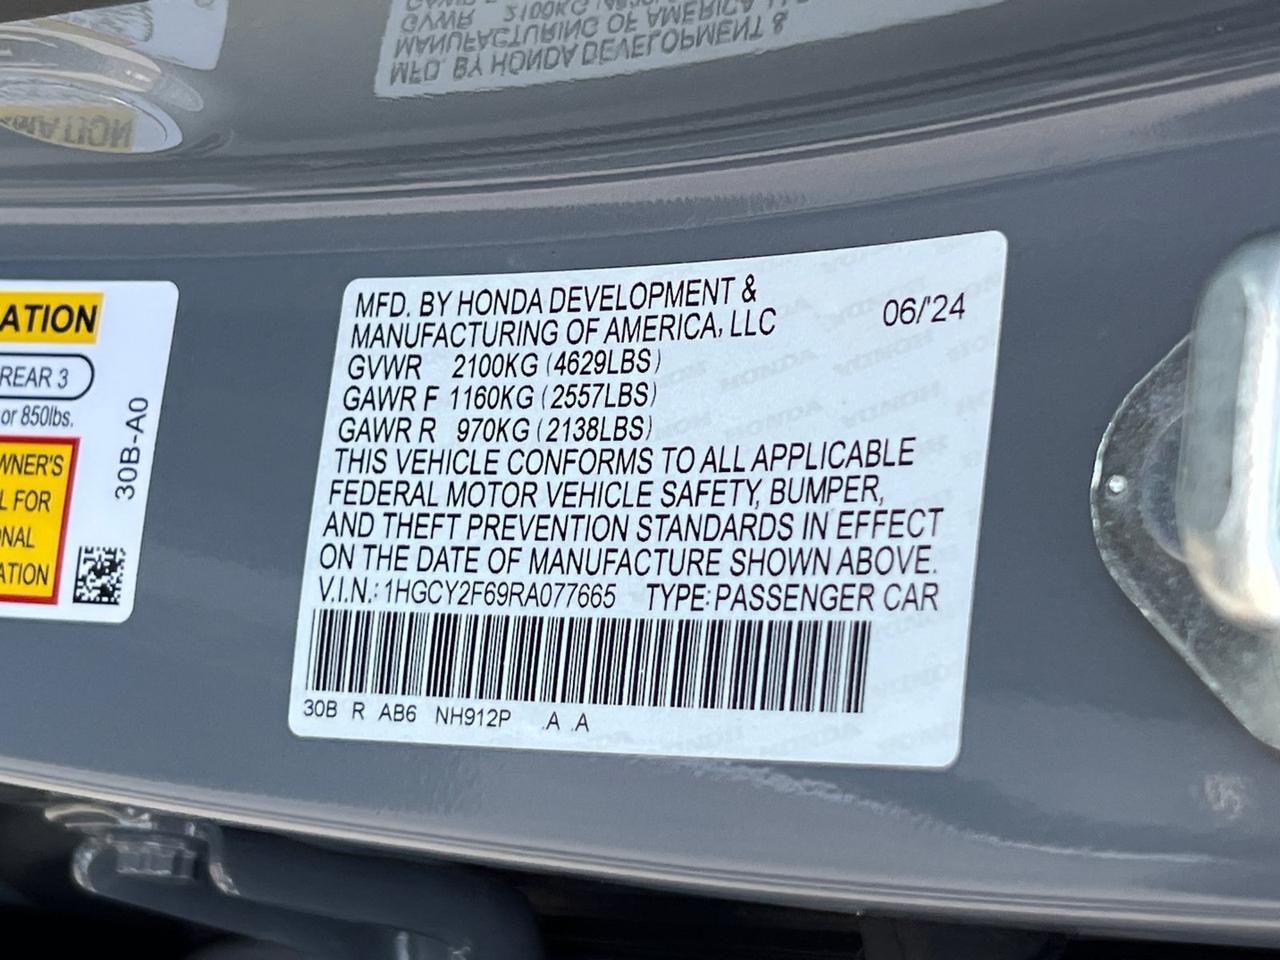 ATION
REAR 3
or 850lbs.
WNER'S
L FOR
NAL
ATION
30B-A0
MFD. BY HONDA DEVELOPMENT &
MANUFACTURING OF AMERICA, LLC 06/'24
GVWR 2100KG (4629LBS)
GAWR F 1160KG (2557LBS)
GAWR R 970KG (2138LBS)
THIS VEHICLE CONFORMS TO ALL APPLICABLE
FEDERAL MOTOR VEHICLE SAFETY, BUMPER,
AND THEFT PREVENTION STANDARDS IN EFFECT
ON THE DATE OF MANUFACTURE SHOWN ABOVE.
V.I.N.: 1HGCY2F69RA077665 TYPE: PASSENGER CAR
30B R AB6 NH912P .A .A